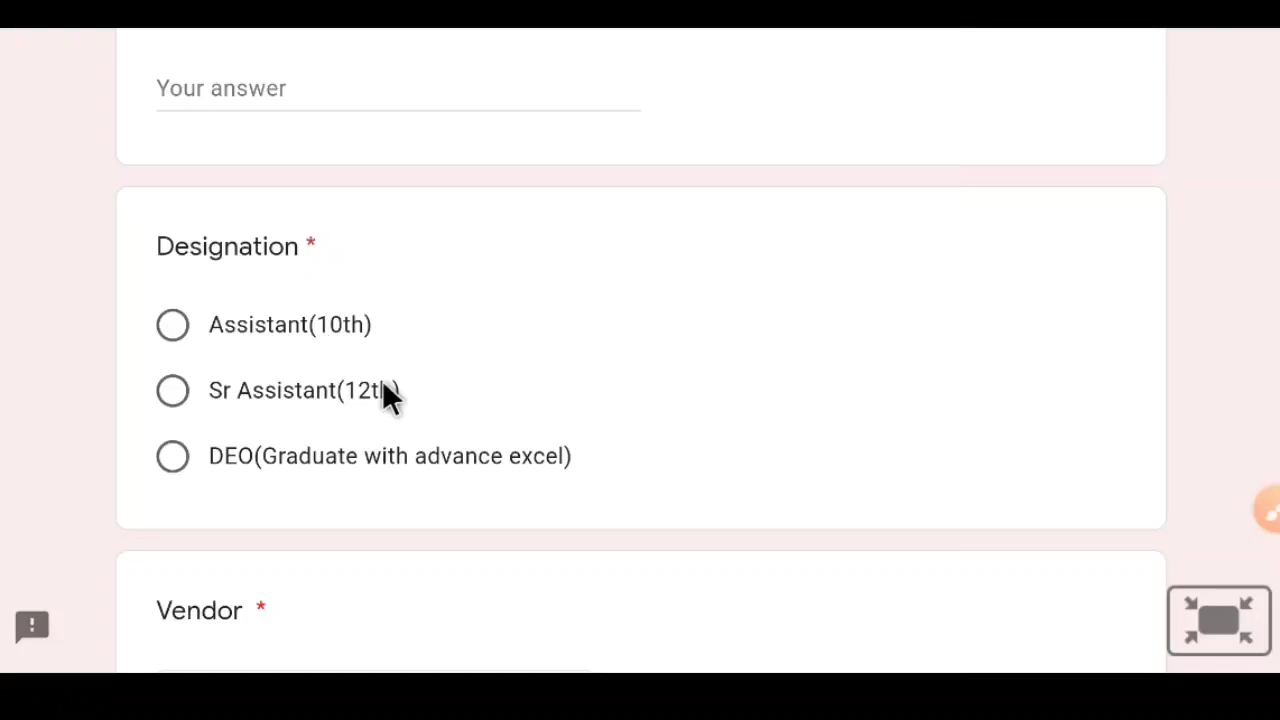 Your answer
Designation *
Assistant(10th)
Sr Assistant(12th)
DEO(Graduate with advance excel)
Vendor *